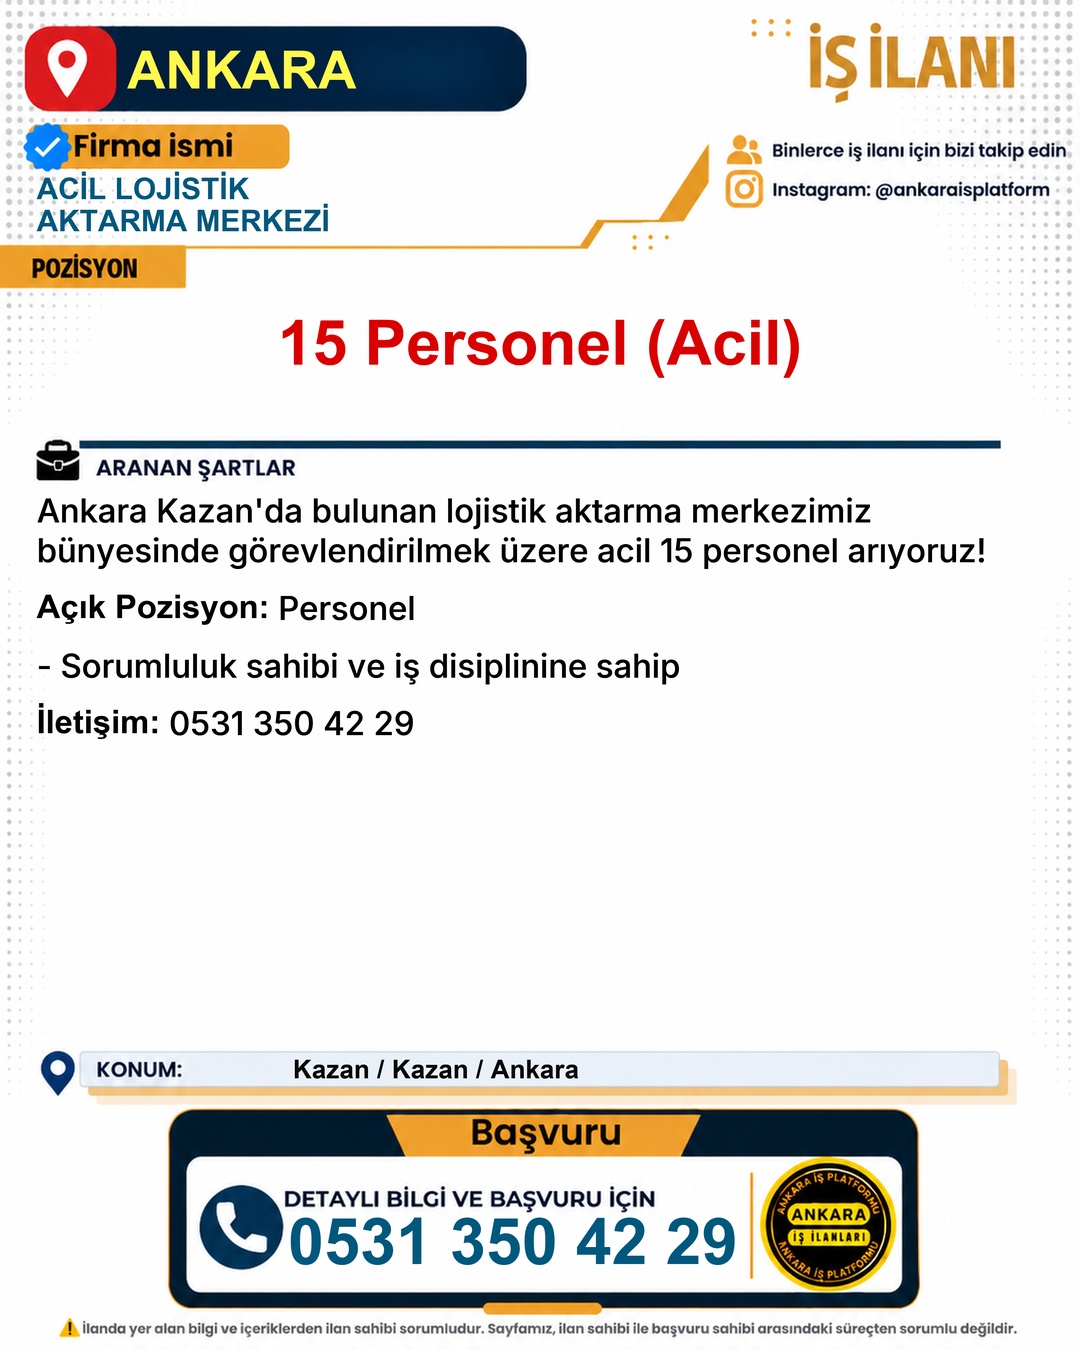 ANKARA
İŞ İLANI
Firma ismi
Binlerce iş ilanı için bizi takip edin
Instagram: @ankaraisplatform
ACİL LOJİSTİK
AKTARMA MERKEZİ
POZİSYON
15 Personel (Acil)
ARANAN ŞARTLAR
Ankara Kazan'da bulunan lojistik aktarma merkezimiz
bünyesinde görevlendirilmek üzere acil 15 personel arıyoruz!
Açık Pozisyon: Personel
- Sorumluluk sahibi ve iş disiplinine sahip
İletişim: 0531 350 42 29
KONUM: Kazan / Kazan / Ankara
Başvuru
DETAYLI BİLGİ VE BAŞVURU İÇİN
0531 350 42 29
ANKARA İŞ PLATFORMU
ANKARA
İŞ İLANLARI
ANKARA İŞ PLATFORMU
İlanda yer alan bilgi ve içeriklerden ilan sahibi sorumludur. Sayfamız, ilan sahibi ile başvuru sahibi arasındaki süreçten sorumlu değildir.